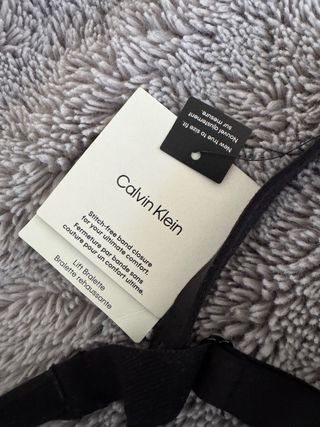 New true to size fit.
Nouvel ajustement
sur mesure.
Calvin Klein
Stitch-free band closure
for your ultimate comfort.
Fermeture par bande sans
couture pour un confort ultime.
Lift Bralette
Bralette rehaussante